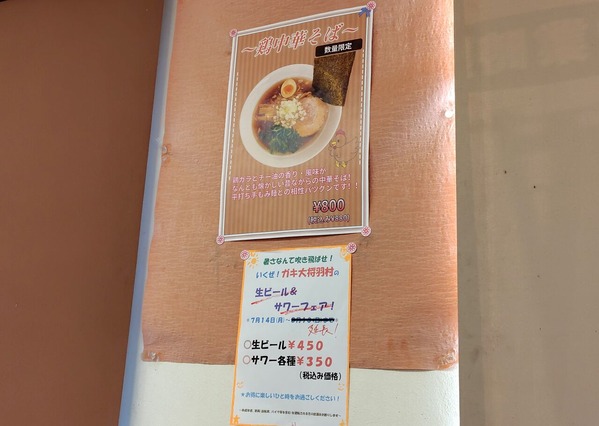 ～鶏中華そば～
数量限定
鶏ガラとチー油の香り・風味が
なんとも懐かしい昔ながらの中華そば！
平打ち手もみ麺との相性バツグンです！！
¥800
暑さなんて吹き飛ばせ！
いくぜ！ガキ大将羽村の
生ビール&
サワーフェア！
※7月14日(月)～
延長！
○生ビール¥450
○サワー各種¥350
(税込み価格)
※お得に楽しいひと時をお過ごしください！